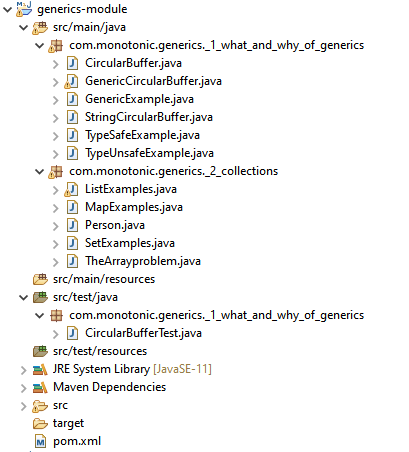 generics-module
src/main/java
com.monotonic.generics._1_what_and_why_of_generics
CircularBuffer.java
GenericCircularBuffer.java
GenericExample.java
StringCircularBuffer.java
TypeSafeExample.java
TypeUnsafeExample.java
com.monotonic.generics._2_collections
ListExamples.java
MapExamples.java
Person.java
SetExamples.java
TheArrayproblem.java
src/main/resources
src/test/java
com.monotonic.generics._1_what_and_why_of_generics
CircularBufferTest.java
src/test/resources
JRE System Library [JavaSE-11]
Maven Dependencies
src
target
pom.xml